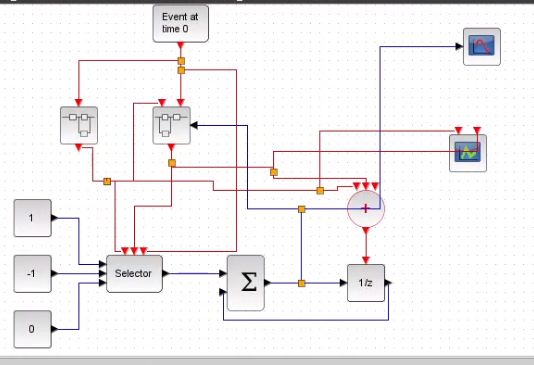 Event at
time 0
+
1
-1
Selector
Σ
1/z
0